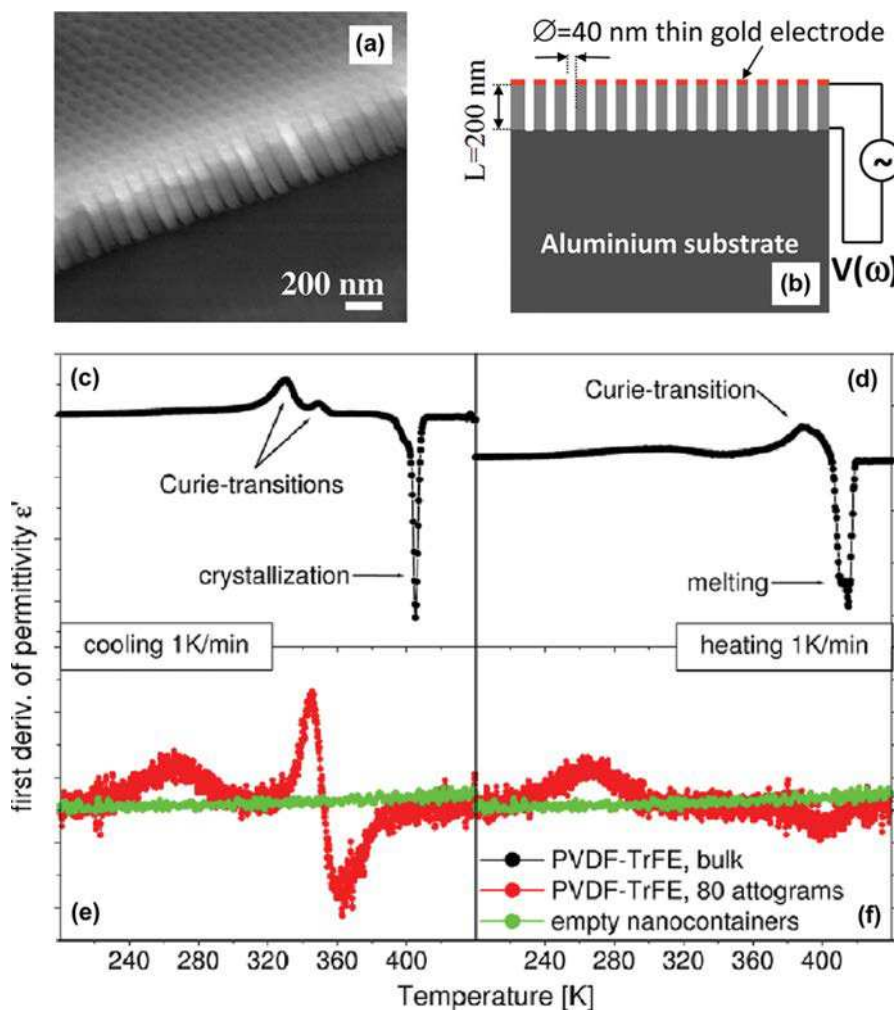 (a)
200 nm
Ø=40 nm thin gold electrode
L=200 nm
~
Aluminium substrate
V(ω)
(b)
(c)
Curie-transitions
crystallization
cooling 1K/min
(d)
Curie-transition
melting
heating 1K/min
first deriv. of permittivity ε'
(e)
PVDF-TrFE, bulk
PVDF-TrFE, 80 attograms
empty nanocontainers
(f)
240 280 320 360 400 240 280 320 360 400
Temperature [K]